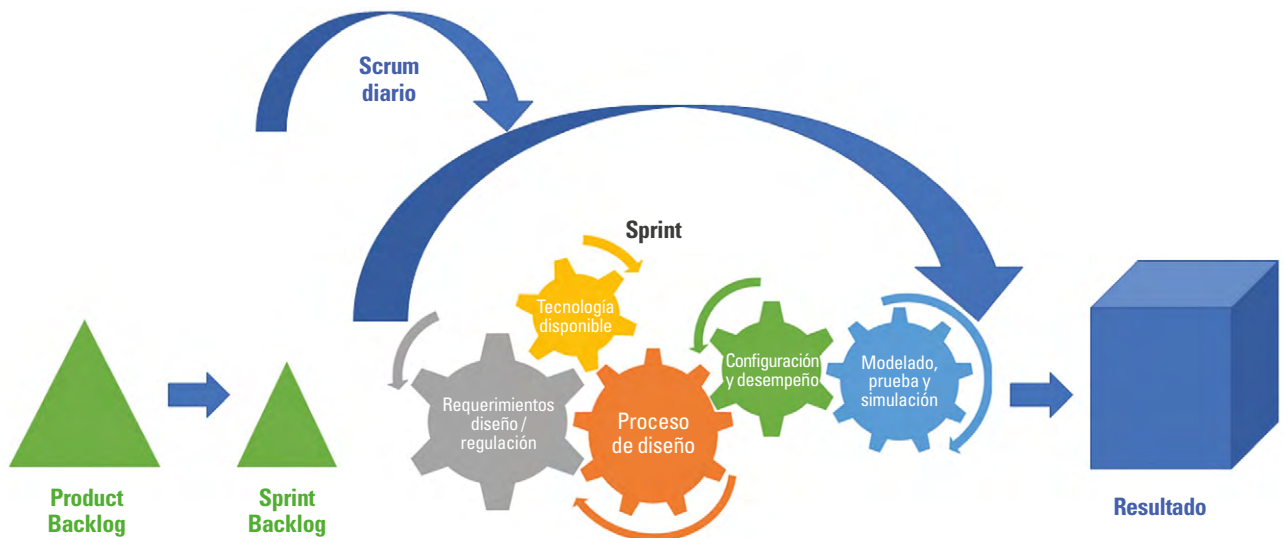 Scrum
diario
Sprint
Tecnología
disponible
Configuración
y desempeño
Modelado,
prueba y
simulación
Requerimientos
diseño /
regulación
Proceso
de diseño
Product
Backlog
Sprint
Backlog
Resultado